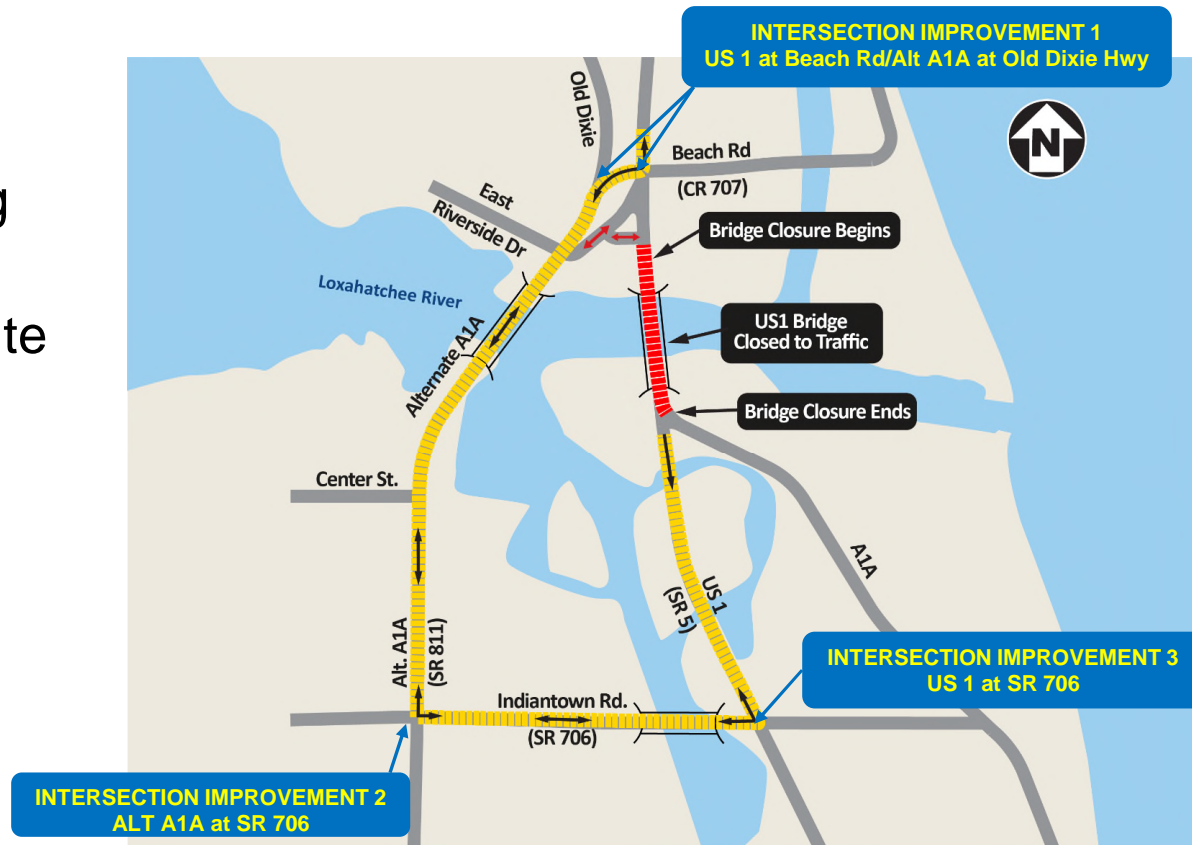 INTERSECTION IMPROVEMENT 1
US 1 at Beach Rd/Alt A1A at Old Dixie Hwy
Old Dixie
N
Beach Rd
(CR 707)
g
East
Riverside Dr
Bridge Closure Begins
Loxahatchee River
te
US1 Bridge
Closed to Traffic
Alternate A1A
Bridge Closure Ends
Center St.
A1A
US 1
(SR 5)
Alt. A1A
(SR 811)
INTERSECTION IMPROVEMENT 3
US 1 at SR 706
Indiantown Rd.
(SR 706)
INTERSECTION IMPROVEMENT 2
ALT A1A at SR 706